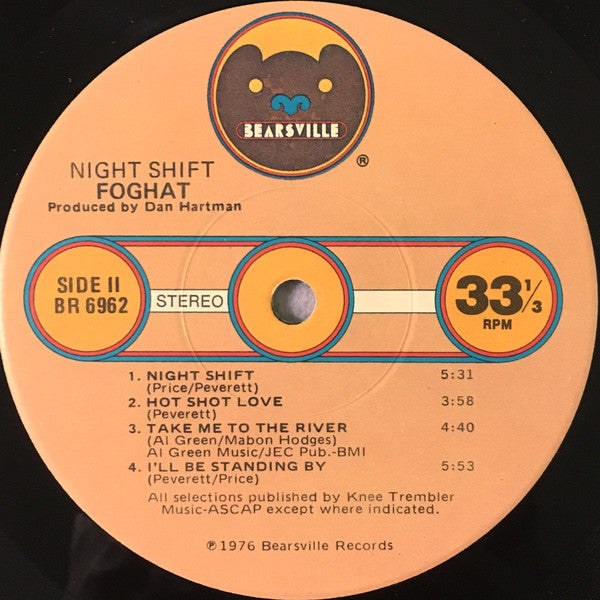 BEARSVILLE
®
NIGHT SHIFT
FOGHAT
Produced by Dan Hartman
SIDE II
BR 6962
STEREO
33 1/3
RPM
1. NIGHT SHIFT 5:31
(Price/Peverett)
2. HOT SHOT LOVE 3:58
(Peverett)
3. TAKE ME TO THE RIVER 4:40
(Al Green/Mabon Hodges)
Al Green Music/JEC Pub.-BMI
4. I'LL BE STANDING BY 5:53
(Peverett/Price)
All selections published by Knee Trembler
Music-ASCAP except where indicated.
℗ 1976 Bearsville Records